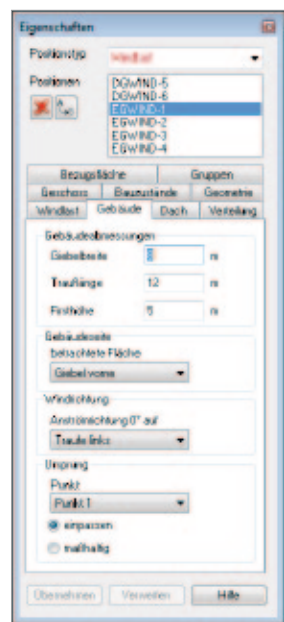 Eigenschaften
Positionstyp Windlast
Positionen
DGWIND-5
DGWIND-6
EGWIND-1
EGWIND-2
EGWIND-3
EGWIND-4
Bezugsfläche Gruppen
Geschoss Bauzustände Geometrie
Windlast Gebäude Dach Verteilung
Gebäudeabmessungen
Giebelbreite m
Trauflänge 12 m
Firsthöhe 5 m
Gebäudeseite
betrachtete Fläche
Giebel vorne
Windrichtung
Anströmrichtung 0° auf
Traufe links
Ursprung
Punkt
Punkt 1
einpassen
maßhaltig
Übernehmen Verwerfen Hilfe